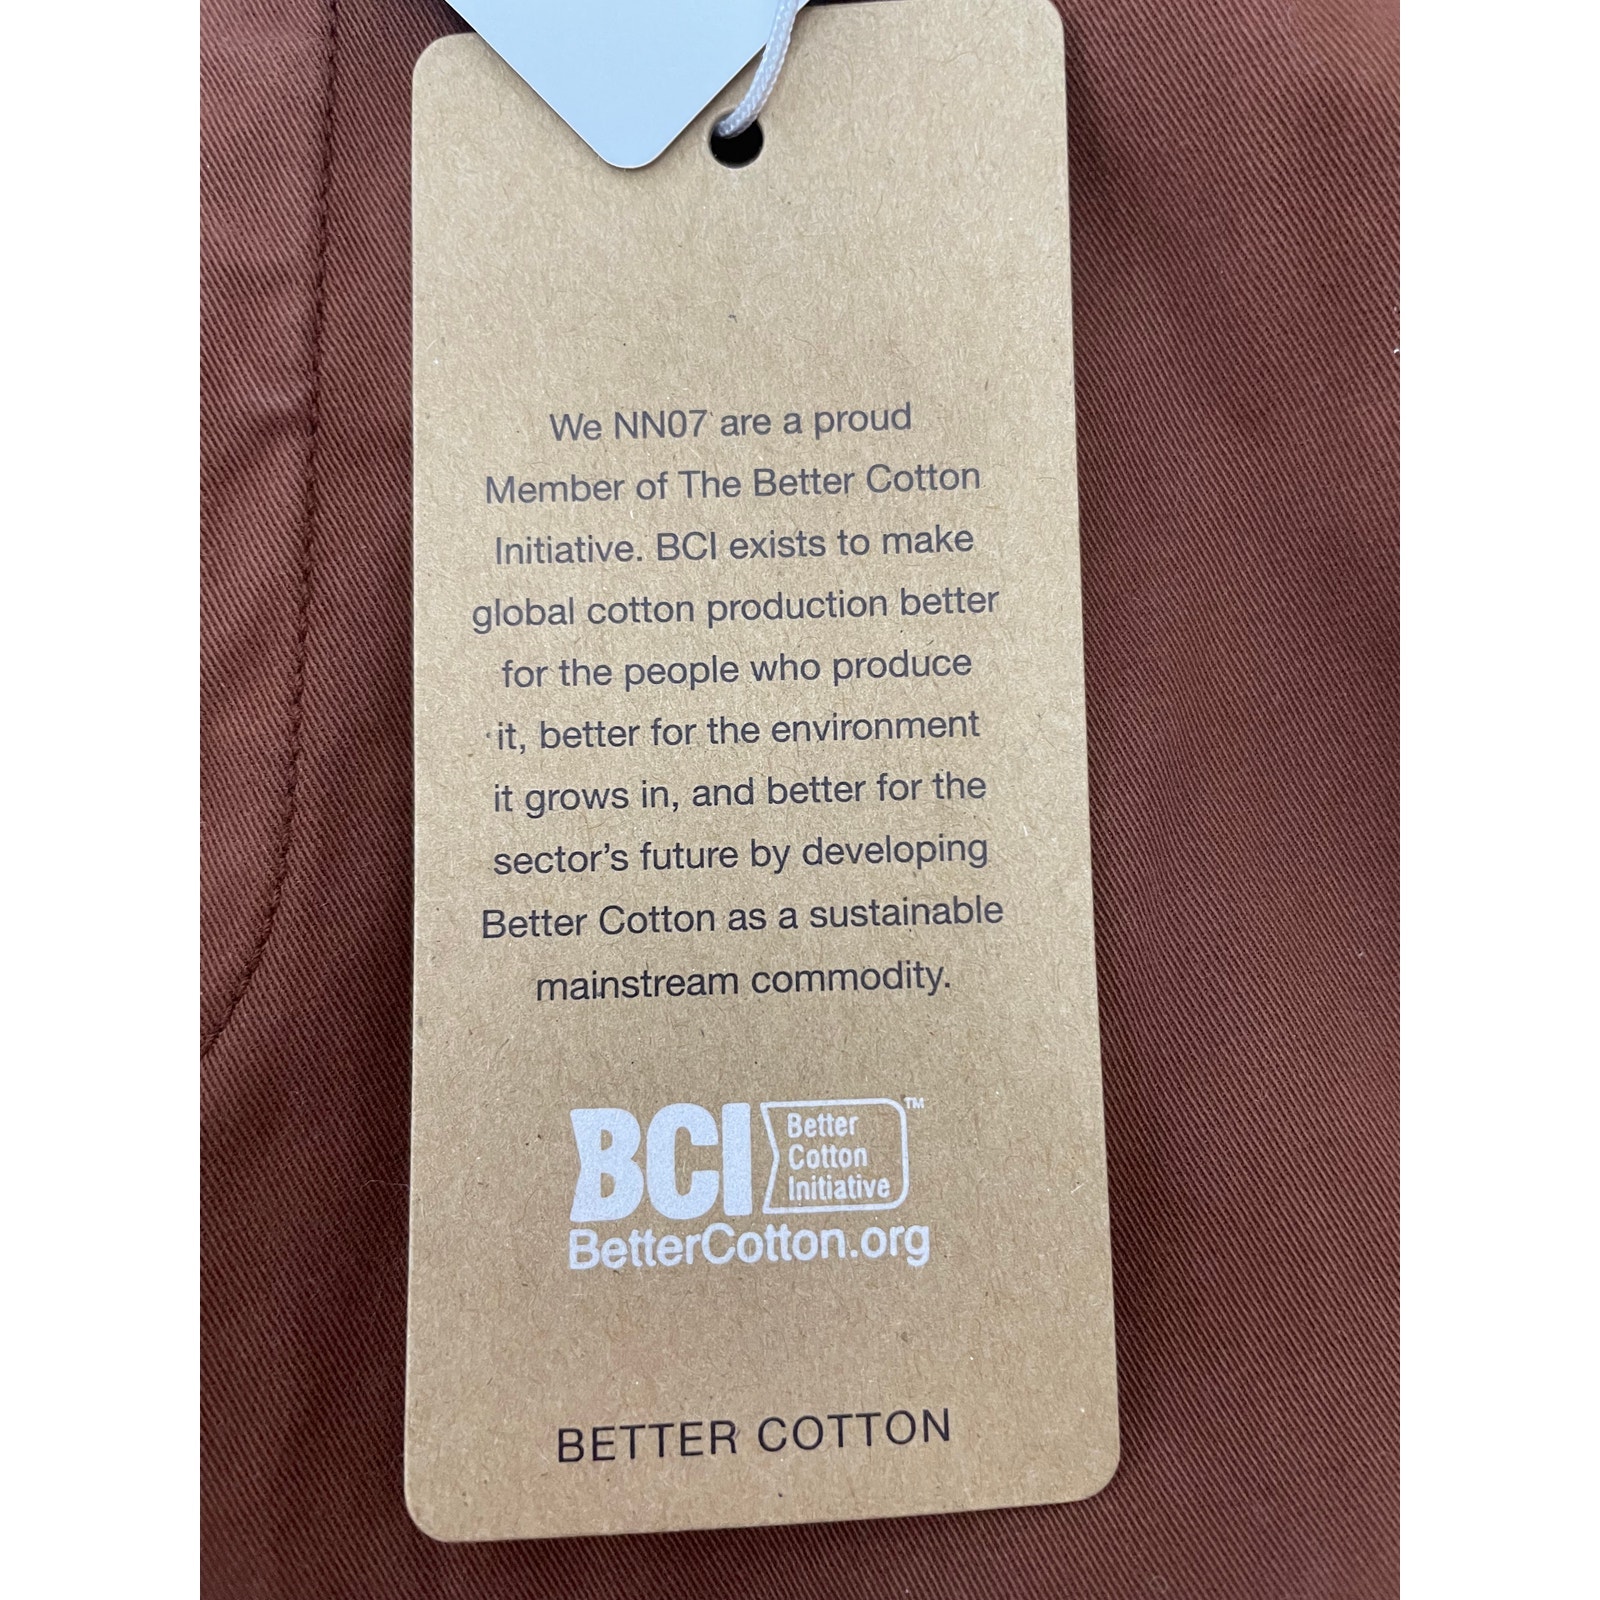 We NN07 are a proud
Member of The Better Cotton
Initiative. BCI exists to make
global cotton production better
for the people who produce
it, better for the environment
it grows in, and better for the
sector's future by developing
Better Cotton as a sustainable
mainstream commodity.
BCI
Better
Cotton
Initiative
™
BetterCotton.org
BETTER COTTON